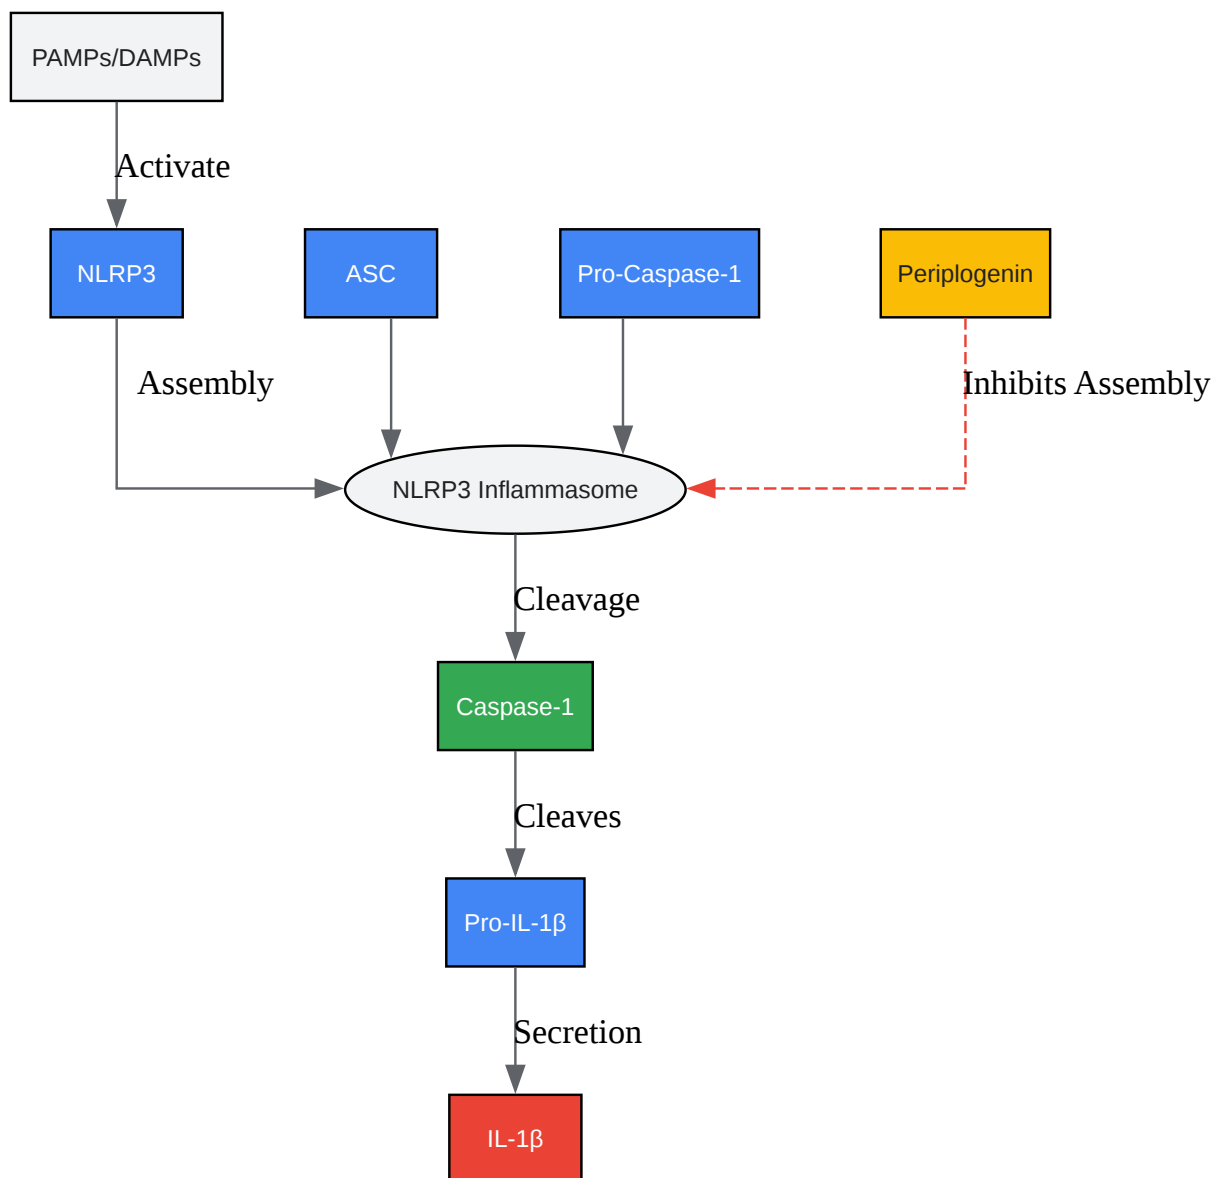 PAMPs/DAMPs
Activate
NLRP3
ASC
Pro-Caspase-1
Periplogenin
Assembly
Inhibits Assembly
NLRP3 Inflammasome
Cleavage
Caspase-1
Cleaves
Pro-IL-1β
Secretion
IL-1β